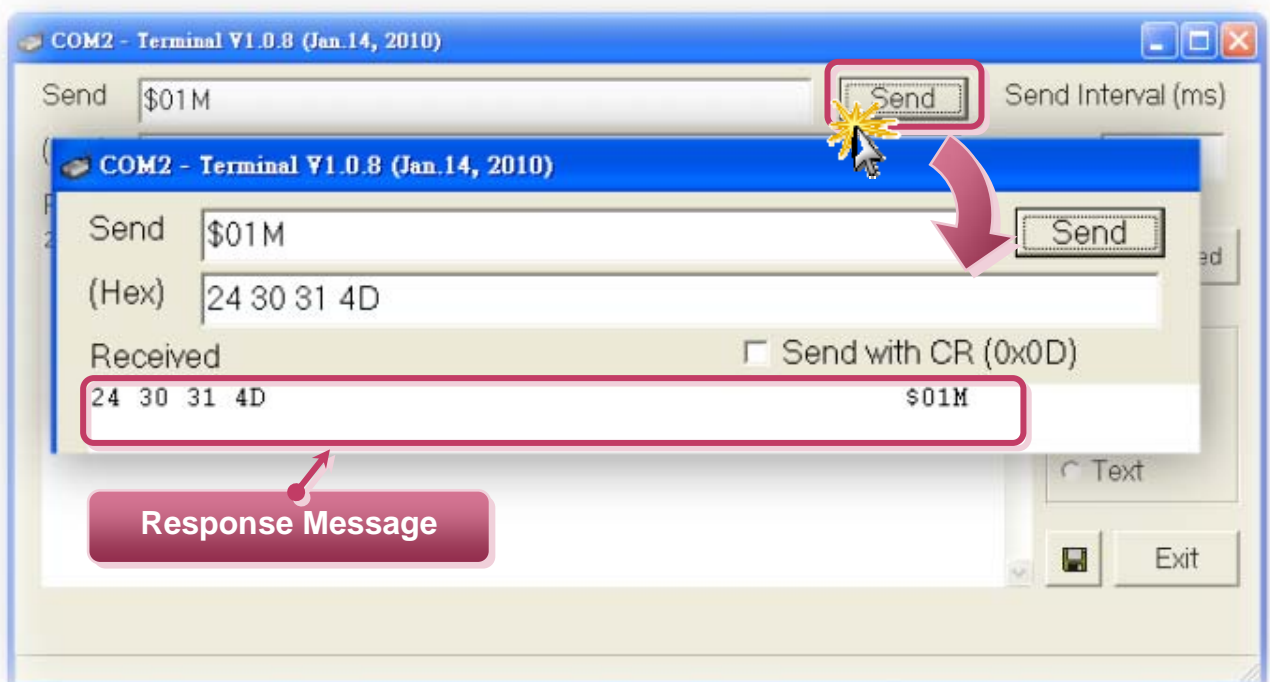 COM2 - Terminal V1.0.8 (Jan.14, 2010)
Send $01M Send Send Interval (ms)
COM2 - Terminal V1.0.8 (Jan.14, 2010)
Send $01M Send
(Hex) 24 30 31 4D
Received Send with CR (0x0D)
24 30 31 4D $01M
Text
Response Message
Exit